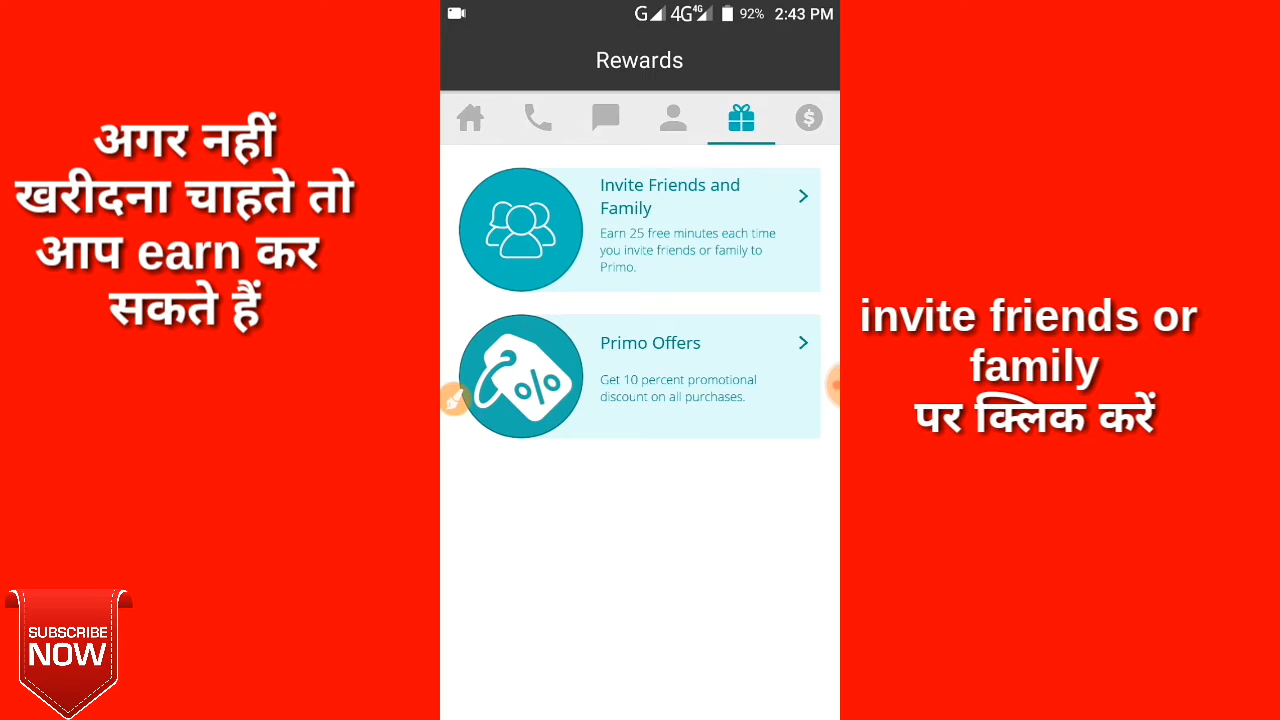 G 4G 4G 92% 2:43 PM
Rewards
अगर नहीं
खरीदना चाहते तो
आप earn कर
सकते हैं
Invite Friends and
Family
Earn 25 free minutes each time
you invite friends or family to
Primo.
Primo Offers
Get 10 percent promotional
discount on all purchases.
invite friends or
family
पर क्लिक करें
SUBSCRIBE
NOW